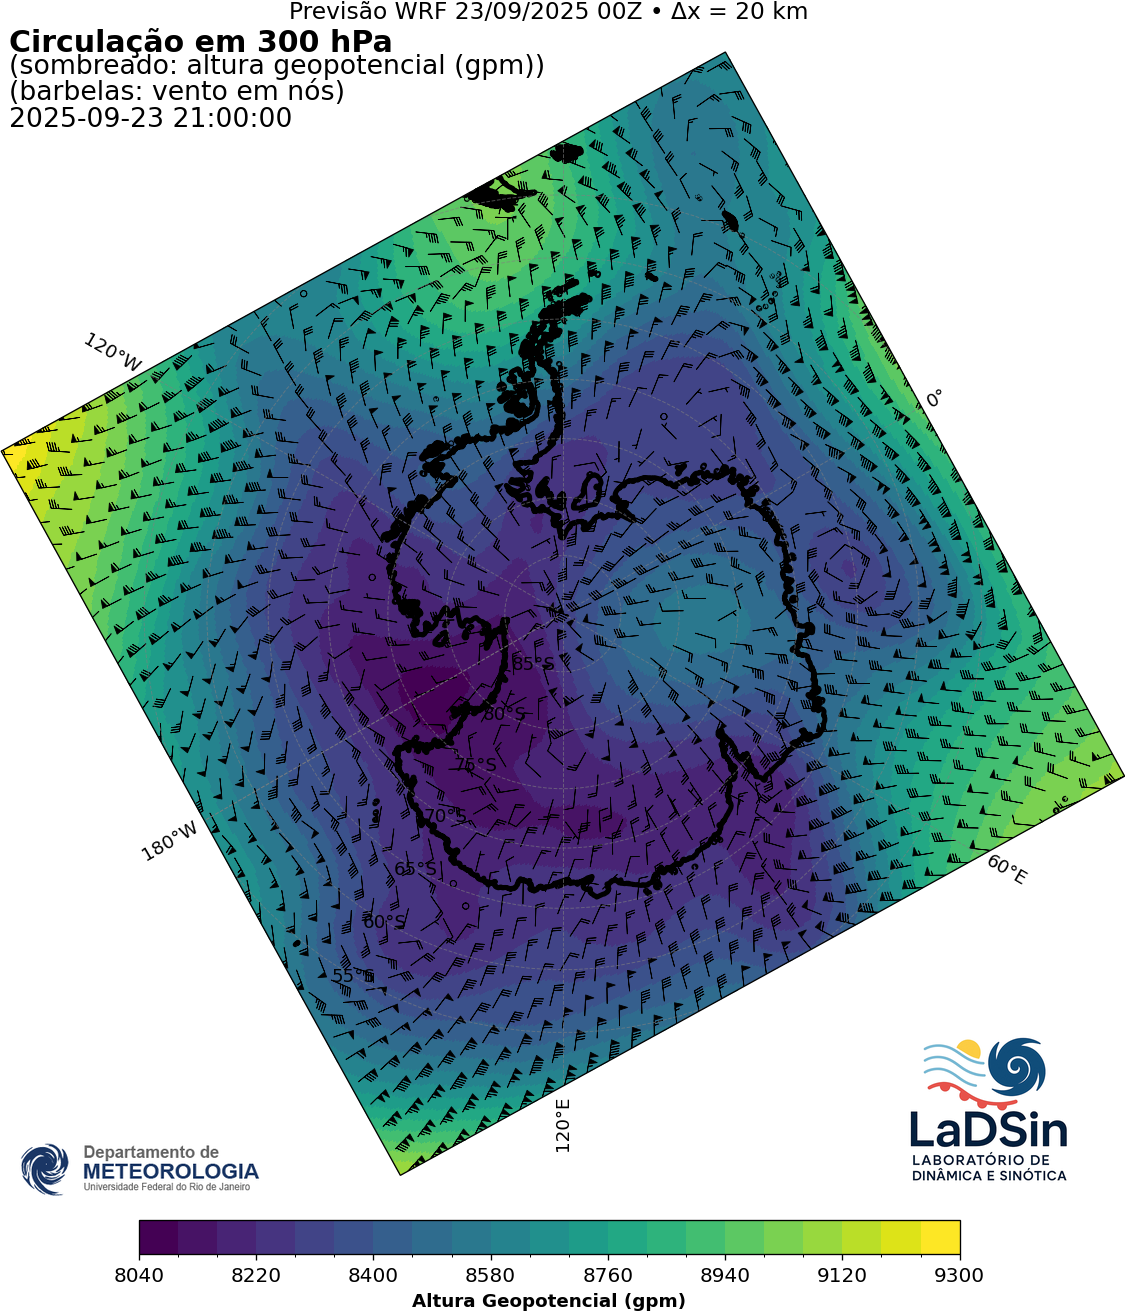 Previsão WRF 23/09/2025 00Z • Δx = 20 km
Circulação em 300 hPa
(sombreado: altura geopotencial (gpm))
(barbelas: vento em nós)
2025-09-23 21:00:00
120°W
0°
85°S
80°S
75°S
70°S
180°W
65°S
60°E
60°S
55°S
120°E
LaDSin
LABORATÓRIO DE
DINÂMICA E SINÓTICA
Departamento de
METEOROLOGIA
Universidade Federal do Rio de Janeiro
8040 8220 8400 8580 8760 8940 9120 9300
Altura Geopotencial (gpm)